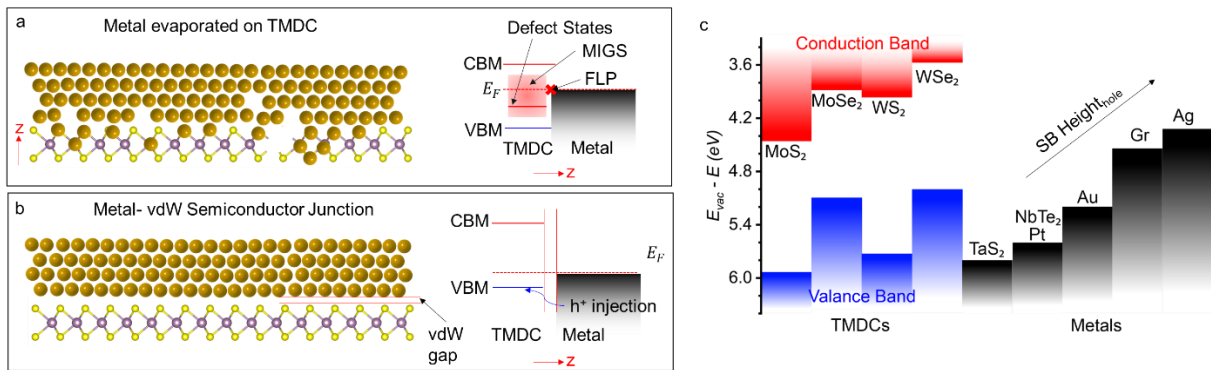 a
Metal evaporated on TMDC
Z
Defect States
MIGS
CBM
FLP
E_F
VBM
TMDC
Metal
z
b
Metal- vdW Semiconductor Junction
vdW
gap
CBM
E_F
VBM
h⁺ injection
TMDC
Metal
z
c
Conduction Band
WSe₂
3.6
MoSe₂
WS₂
4.2
MoS₂
SB Height_hole
Ag
Gr
4.8
Au
5.4
NbTe₂
Pt
TaS₂
6.0
E_vac - E (eV)
Valance Band
TMDCs
Metals